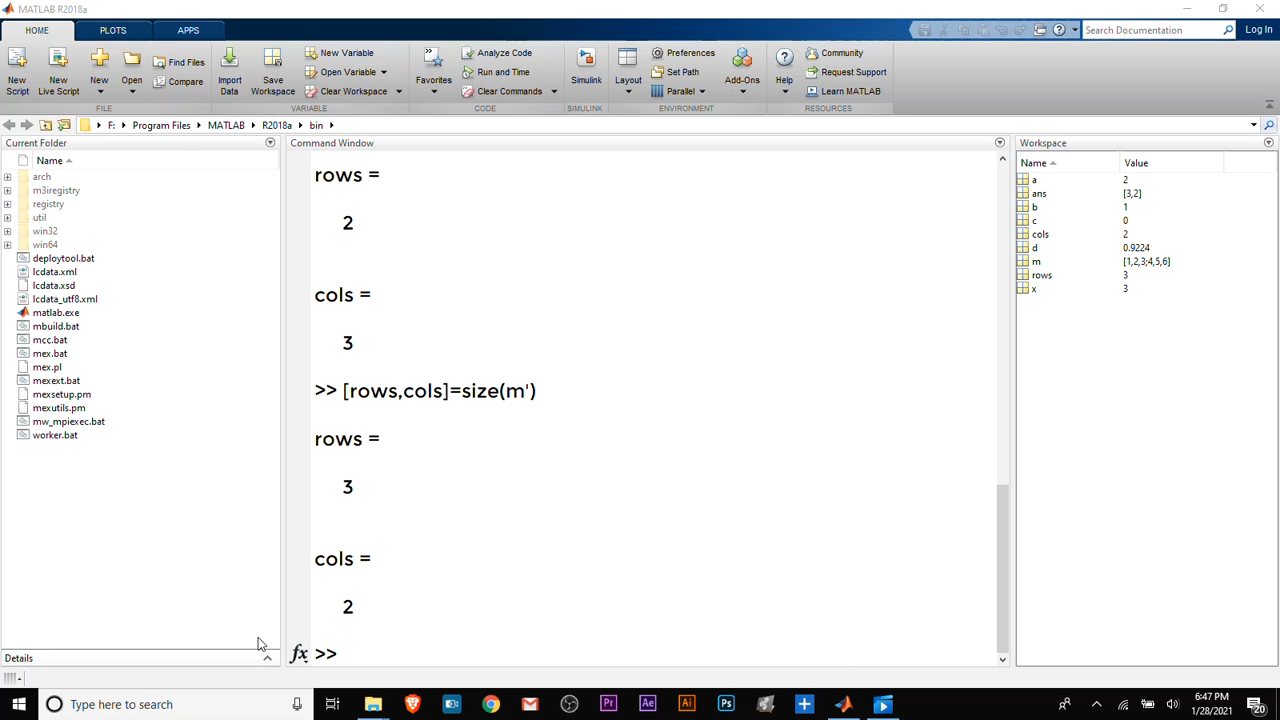 MATLAB R2018a
HOME PLOTS APPS
Search Documentation Log In
New Script
New Live Script
New
Open
Find Files
Compare
FILE
Import Data
Save Workspace
New Variable
Open Variable
Clear Workspace
VARIABLE
Favorites
Analyze Code
Run and Time
Clear Commands
CODE
Simulink
SIMULINK
Layout
Preferences
Set Path
Parallel
Add-Ons
ENVIRONMENT
Help
Community
Request Support
Learn MATLAB
RESOURCES
F: Program Files MATLAB R2018a bin
Current Folder
Name
arch
m3iregistry
registry
util
win32
win64
deploytool.bat
lcdata.xml
lcdata.xsd
lcdata_utf8.xml
matlab.exe
mbuild.bat
mcc.bat
mex.bat
mex.pl
mexext.bat
mexsetup.pm
mexutils.pm
mw_mpiexec.bat
worker.bat
Details
Command Window
rows =
2
cols =
3
>> [rows,cols]=size(m')
rows =
3
cols =
2
fx >>
Workspace
Name Value
a 2
ans [3,2]
b 1
c 0
cols 2
d 0.9224
m [1,2,3;4,5,6]
rows 3
x 3
Type here to search
Pr Ae Ai Ps
6:47 PM
1/28/2021
20